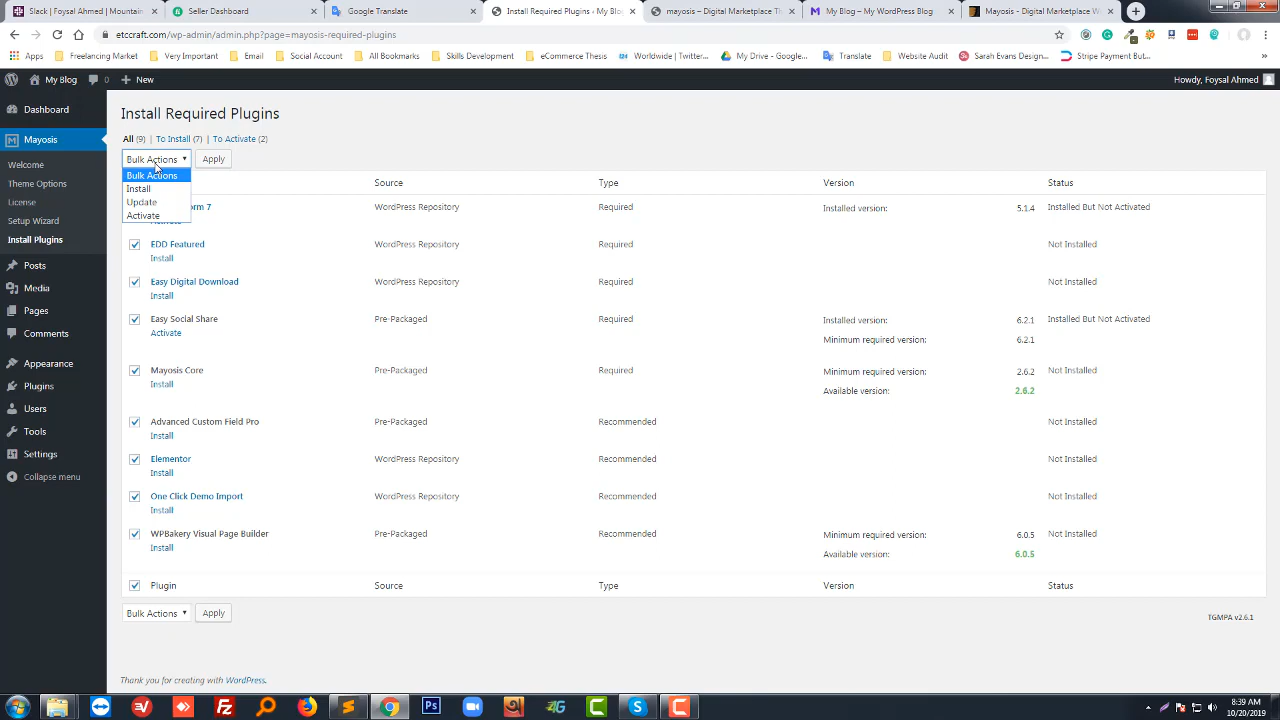 Slack | Foysal Ahmed | Mountain
Seller Dashboard
Google Translate
Install Required Plugins ‹ My Blo
mayosis – Digital Marketplace Th
My Blog – My WordPress Blog
Mayosis - Digital Marketplace W
etccraft.com/wp-admin/admin.php?page=mayosis-required-plugins
Apps
Freelancing Market
Very Important
Email
Social Account
All Bookmarks
Skills Development
eCommerce Thesis
Worldwide | Twitter...
My Drive - Google...
Translate
Website Audit
Sarah Evans Design...
Stripe Payment But...
My Blog
0
New
Howdy, Foysal Ahmed
Dashboard
Mayosis
Welcome
Theme Options
License
Setup Wizard
Install Plugins
Posts
Media
Pages
Comments
Appearance
Plugins
Users
Tools
Settings
Collapse menu
Install Required Plugins
All (9) | To Install (7) | To Activate (2)
Bulk Actions Apply
Bulk Actions
Install
Update
Activate
Source Type Version Status
rm 7 WordPress Repository Required Installed version: 5.1.4 Installed But Not Activated
EDD Featured WordPress Repository Required Not Installed
Install
Easy Digital Download WordPress Repository Required Not Installed
Install
Easy Social Share Pre-Packaged Required Installed version: 6.2.1 Installed But Not Activated
Activate
Minimum required version: 6.2.1
Mayosis Core Pre-Packaged Required Minimum required version: 2.6.2 Not Installed
Install
Available version: 2.6.2
Advanced Custom Field Pro Pre-Packaged Recommended Not Installed
Install
Elementor WordPress Repository Recommended Not Installed
Install
One Click Demo Import WordPress Repository Recommended Not Installed
Install
WPBakery Visual Page Builder Pre-Packaged Recommended Minimum required version: 6.0.5 Not Installed
Install
Available version: 6.0.5
Plugin Source Type Version Status
Bulk Actions Apply
TGMPA v2.6.1
Thank you for creating with WordPress.
8:39 AM
10/20/2019